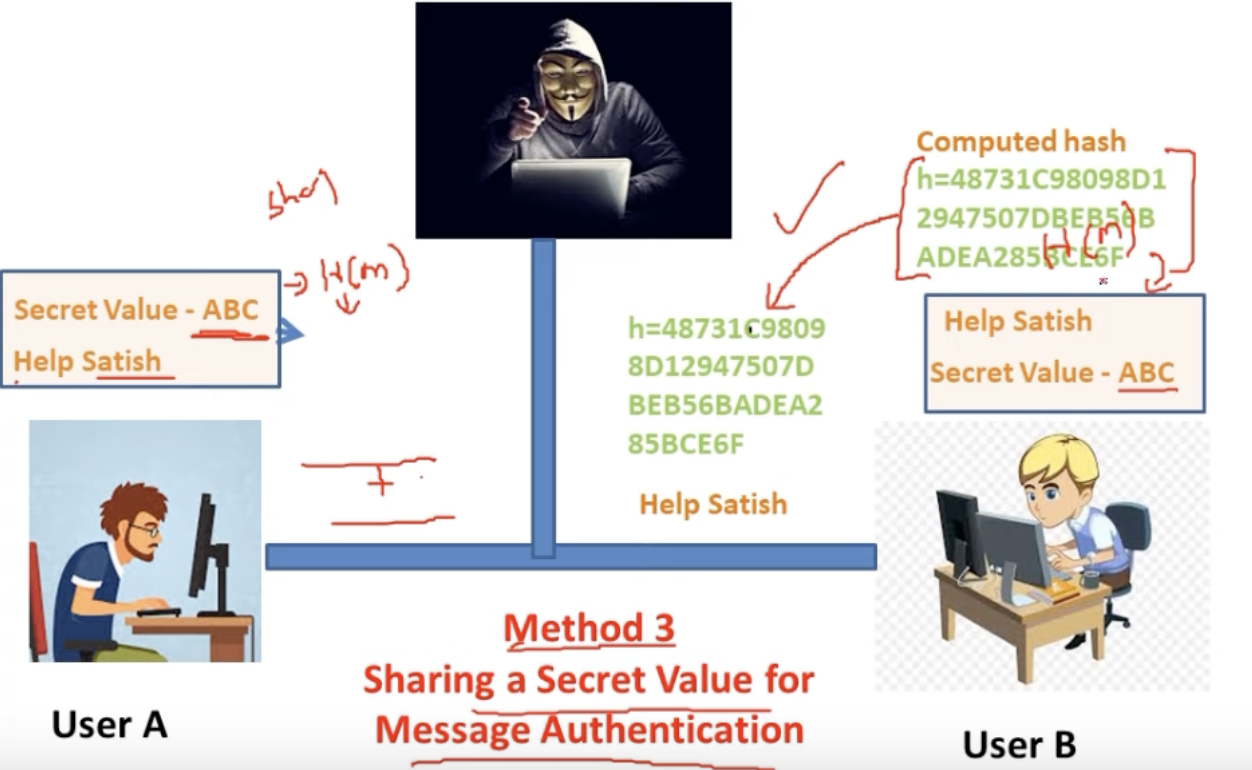 Computed hash
h=48731C98098D1
2947507DBEB56B
ADEA285BCE6F
H(m)
H(m)
Secret Value - ABC
Help Satish
h=48731C9809
8D12947507D
BEB56BADEA2
85BCE6F
Help Satish
Help Satish
Secret Value - ABC
+
Method 3
Sharing a Secret Value for
Message Authentication
User A
User B